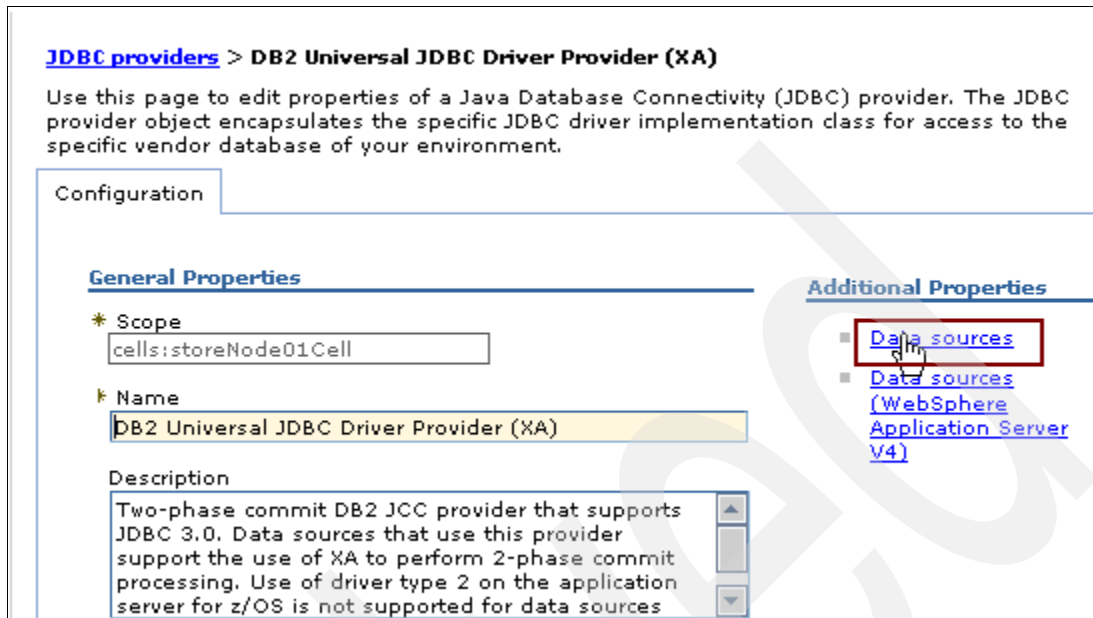 JDBC providers > DB2 Universal JDBC Driver Provider (XA)
Use this page to edit properties of a Java Database Connectivity (JDBC) provider. The JDBC
provider object encapsulates the specific JDBC driver implementation class for access to the
specific vendor database of your environment.
Configuration
General Properties
* Scope
cells:storeNode01Cell
* Name
DB2 Universal JDBC Driver Provider (XA)
Description
Two-phase commit DB2 JCC provider that supports
JDBC 3.0. Data sources that use this provider
support the use of XA to perform 2-phase commit
processing. Use of driver type 2 on the application
server for z/OS is not supported for data sources
Additional Properties
Data sources
Data sources
(WebSphere
Application Server
V4)